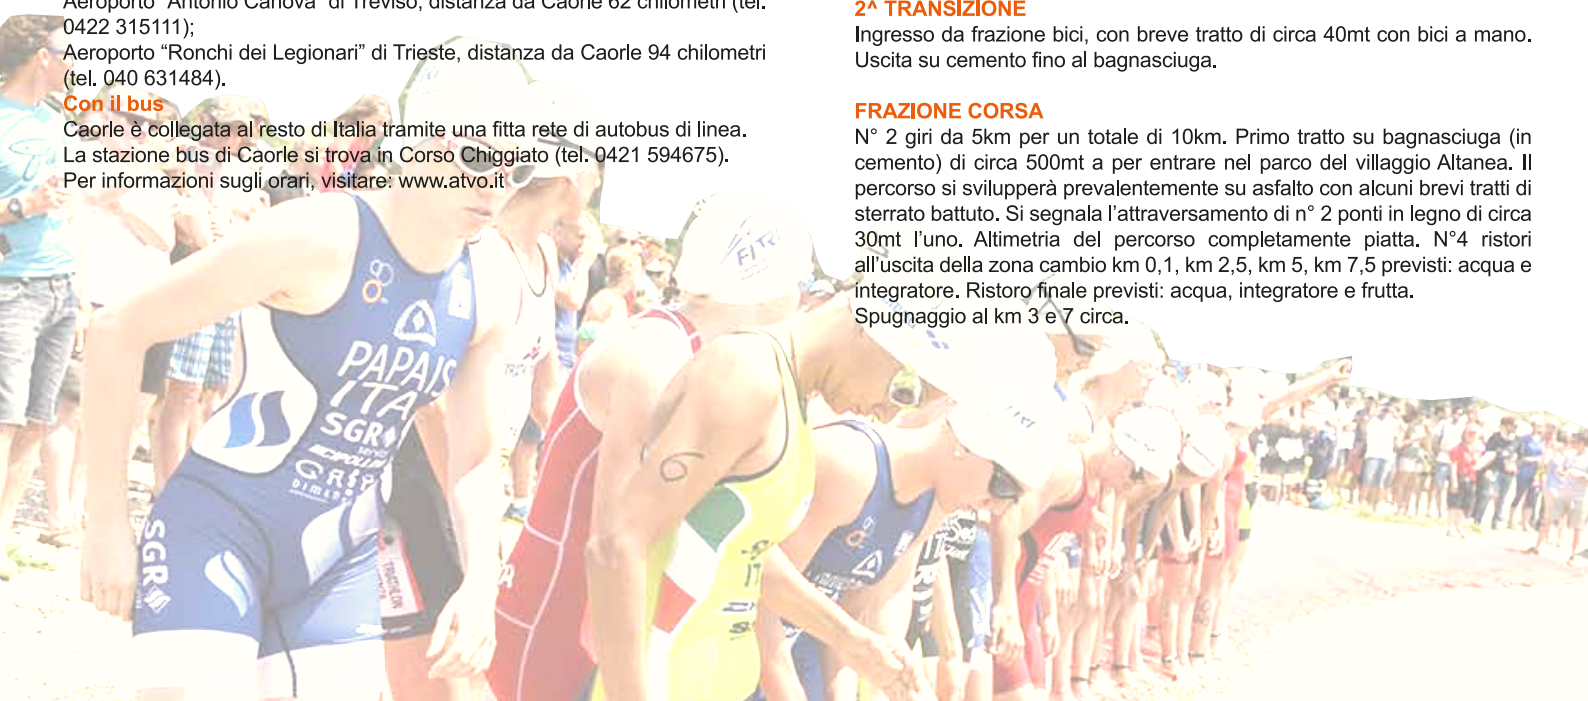 Aeroporto "Antonio Canova" di Treviso, distanza da Caorle 62 chilometri (tel.
0422 315111);
Aeroporto “Ronchi dei Legionari” di Trieste, distanza da Caorle 94 chilometri
(tel. 040 631484).
Con il bus
Caorle è collegata al resto di Italia tramite una fitta rete di autobus di linea.
La stazione bus di Caorle si trova in Corso Chiggiato (tel. 0421 594675).
Per informazioni sugli orari, visitare: www.atvo.it
2^ TRANSIZIONE
Ingresso da frazione bici, con breve tratto di circa 40mt con bici a mano.
Uscita su cemento fino al bagnasciuga.
FRAZIONE CORSA
N° 2 giri da 5km per un totale di 10km. Primo tratto su bagnasciuga (in
cemento) di circa 500mt a per entrare nel parco del villaggio Altanea. Il
percorso si svilupperà prevalentemente su asfalto con alcuni brevi tratti di
sterrato battuto. Si segnala l’attraversamento di n° 2 ponti in legno di circa
30mt l’uno. Altimetria del percorso completamente piatta. N°4 ristori
all’uscita della zona cambio km 0,1, km 2,5, km 5, km 7,5 previsti: acqua e
integratore. Ristoro finale previsti: acqua, integratore e frutta.
Spugnaggio al km 3 e 7 circa.
FITRI
PAPAIS
ITA
SGR
SGR